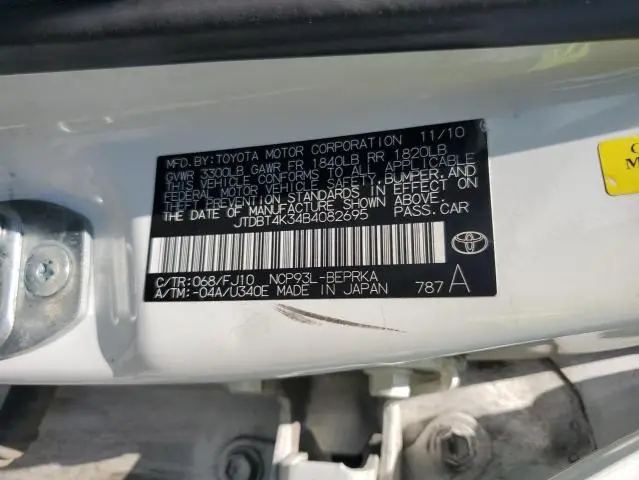 MFD.BY:TOYOTA MOTOR CORPORATION 11/10
GVWR 3300LB GAWR FR 1840LB RR 1820LB
THIS VEHICLE CONFORMS TO ALL APPLICABLE
FEDERAL MOTOR VEHICLE SAFETY, BUMPER, AND
THEFT PREVENTION STANDARDS IN EFFECT ON
THE DATE OF MANUFACTURE SHOWN ABOVE.
JTDBT4K34B4082695 PASS.CAR
C/TR:068/FJ10 NCP93L-BEPRKA
A/TM:-04A/U340E MADE IN JAPAN 787 A
TOYOTA